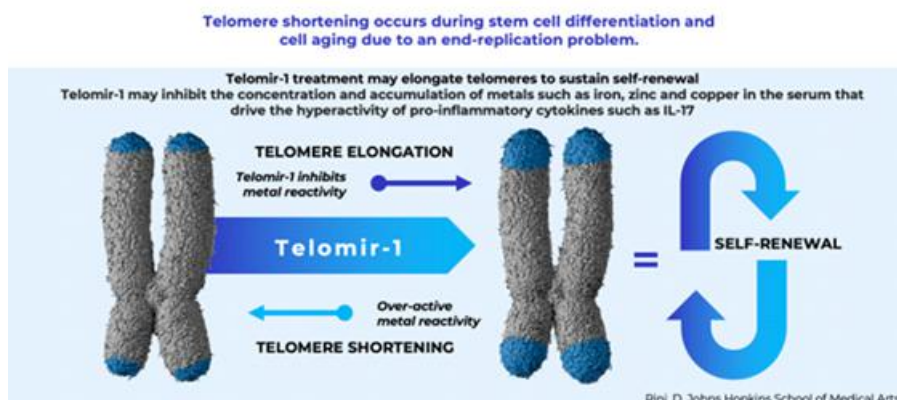 Telomere shortening occurs during stem cell differentiation and
cell aging due to an end-replication problem.
Telomir-1 treatment may elongate telomeres to sustain self-renewal
Telomir-1 may inhibit the concentration and accumulation of metals such as iron, zinc and copper in the serum that
drive the hyperactivity of pro-inflammatory cytokines such as IL-17
TELOMERE ELONGATION
Telomir-1 inhibits
metal reactivity
Telomir-1
=
SELF-RENEWAL
Over-active
metal reactivity
TELOMERE SHORTENING
Pini, D. Johns Hopkins School of Medical Arts